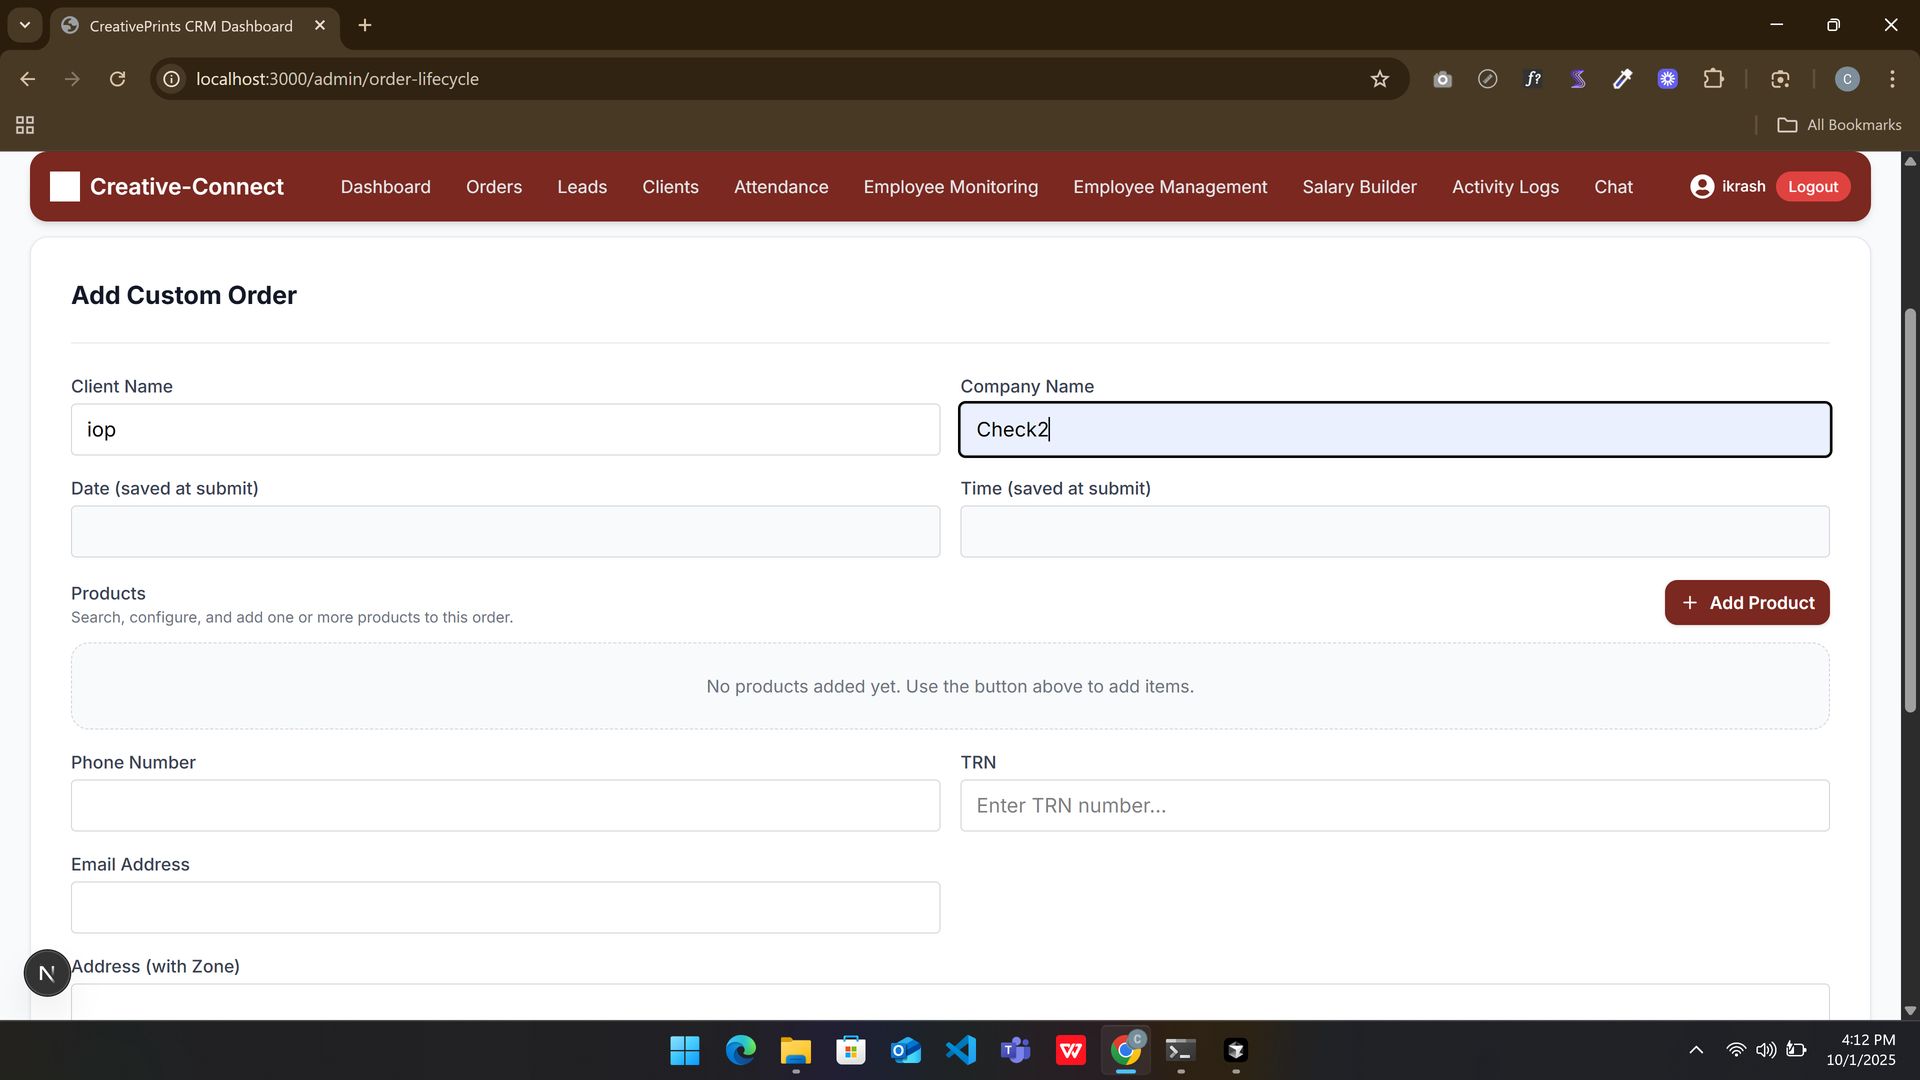 CreativePrints CRM Dashboard
localhost:3000/admin/order-lifecycle
f?
C
All Bookmarks
Creative-Connect
Dashboard
Orders
Leads
Clients
Attendance
Employee Monitoring
Employee Management
Salary Builder
Activity Logs
Chat
ikrash
Logout
Add Custom Order
Client Name
Company Name
iop
Check2
Date (saved at submit)
Time (saved at submit)
Products
Search, configure, and add one or more products to this order.
+ Add Product
No products added yet. Use the button above to add items.
Phone Number
TRN
Enter TRN number...
Email Address
N
Address (with Zone)
C
4:12 PM
10/1/2025